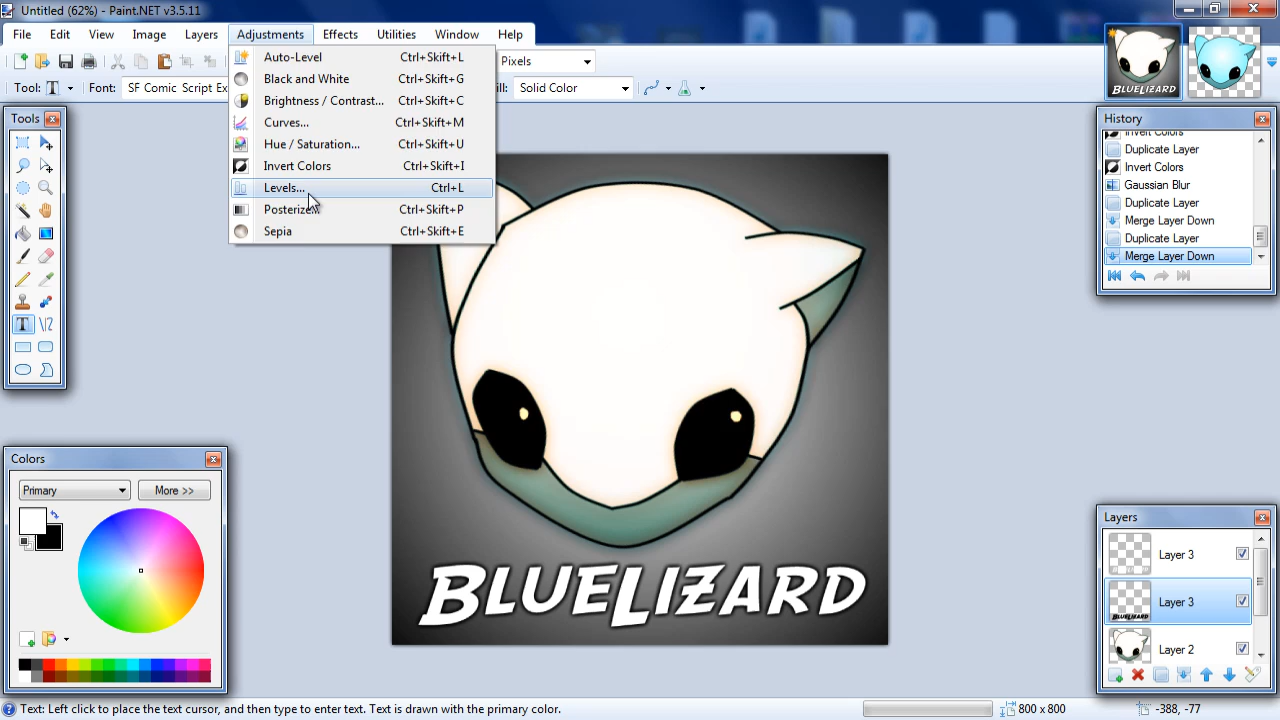 Untitled (62%) - Paint.NET v3.5.11
File Edit View Image Layers Adjustments Effects Utilities Window Help
Pixels
Tool: Font: SF Comic Script Ex
ill: Solid Color
Auto-Level Ctrl+Skift+L
Black and White Ctrl+Skift+G
Brightness / Contrast... Ctrl+Skift+C
Curves... Ctrl+Skift+M
Hue / Saturation... Ctrl+Skift+U
Invert Colors Ctrl+Skift+I
Levels... Ctrl+L
Posterize... Ctrl+Skift+P
Sepia Ctrl+Skift+E
BLUELIZARD
Tools
History
Invert Colors
Duplicate Layer
Invert Colors
Gaussian Blur
Duplicate Layer
Merge Layer Down
Duplicate Layer
Merge Layer Down
BLUELIZARD
Colors
Primary
More >>
Layers
Layer 3
Layer 3
Layer 2
Text: Left click to place the text cursor, and then type to enter text. Text is drawn with the primary color.
800 x 800
-388, -77